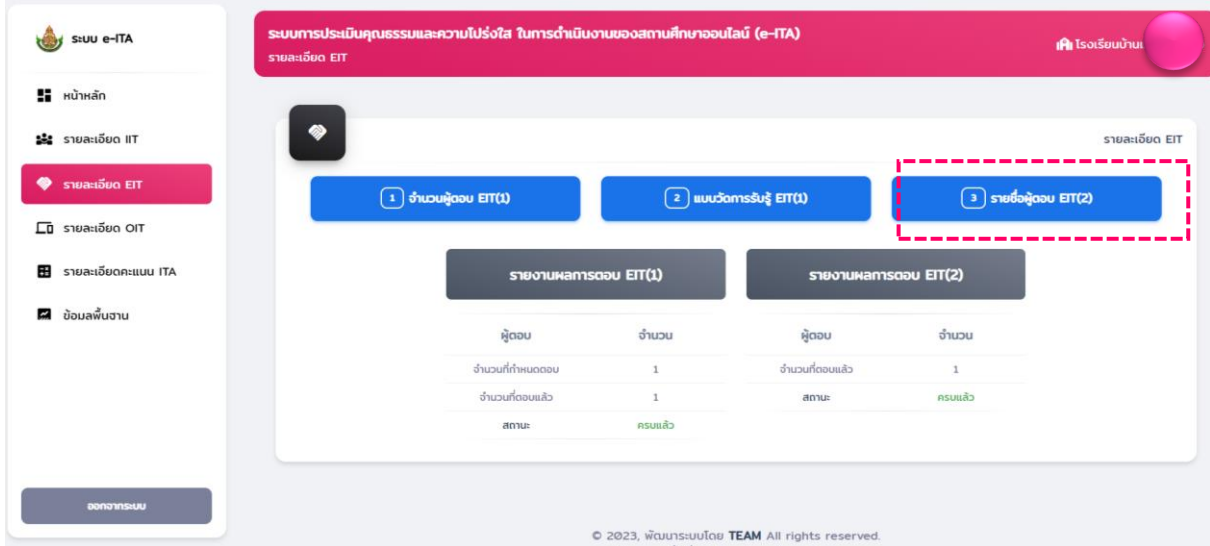 ระบบ e-ITA
ระบบการประเมินคุณธรรมและความโปร่งใส ในการดำเนินงานของสถานศึกษาออนไลน์ (e-ITA)
รายละเอียด EIT
โรงเรียนบ้าน
หน้าหลัก
รายละเอียด IIT
รายละเอียด EIT
รายละเอียด OIT
รายละเอียดคะแนน ITA
ข้อมูลพื้นฐาน
ออกจากระบบ
รายละเอียด EIT
1 จำนวนผู้ตอบ EIT(1)
2 แบบวัดการรับรู้ EIT(1)
3 รายชื่อผู้ตอบ EIT(2)
รายงานผลการตอบ EIT(1)
ผู้ตอบ จำนวน
จำนวนที่กำหนดตอบ 1
จำนวนที่ตอบแล้ว 1
สถานะ ครบแล้ว
รายงานผลการตอบ EIT(2)
ผู้ตอบ จำนวน
จำนวนที่ตอบแล้ว 1
สถานะ ครบแล้ว
© 2023, พัฒนาระบบโดย TEAM All rights reserved.